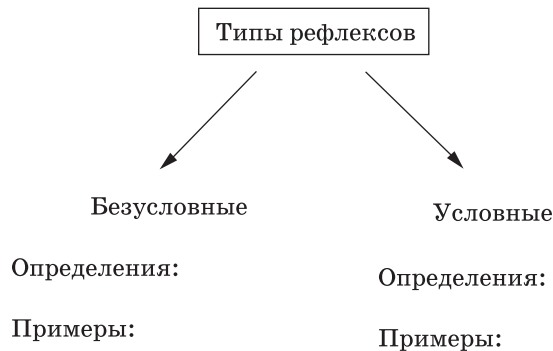 Типы рефлексов
Безусловные
Определения:
Примеры:
Условные
Определения:
Примеры: